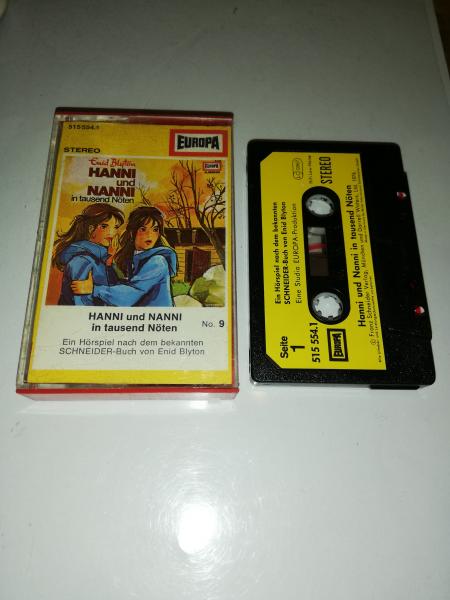 515 554.1
EUROPA
STEREO
Enid Blyton
HANNI
und
NANNI
in tausend Nöten
EUROPA
HANNI und NANNI
in tausend Nöten
No. 9
Ein Hörspiel nach dem bekannten
SCHNEIDER-Buch von Enid Blyton
Ein Hörspiel nach dem bekannten
SCHNEIDER-Buch von Enid Blyton
Eine Studio EUROPA-Produktion
STEREO
Seite
1
515 554.1
EUROPA
Hanni und Nanni in tausend Nöten